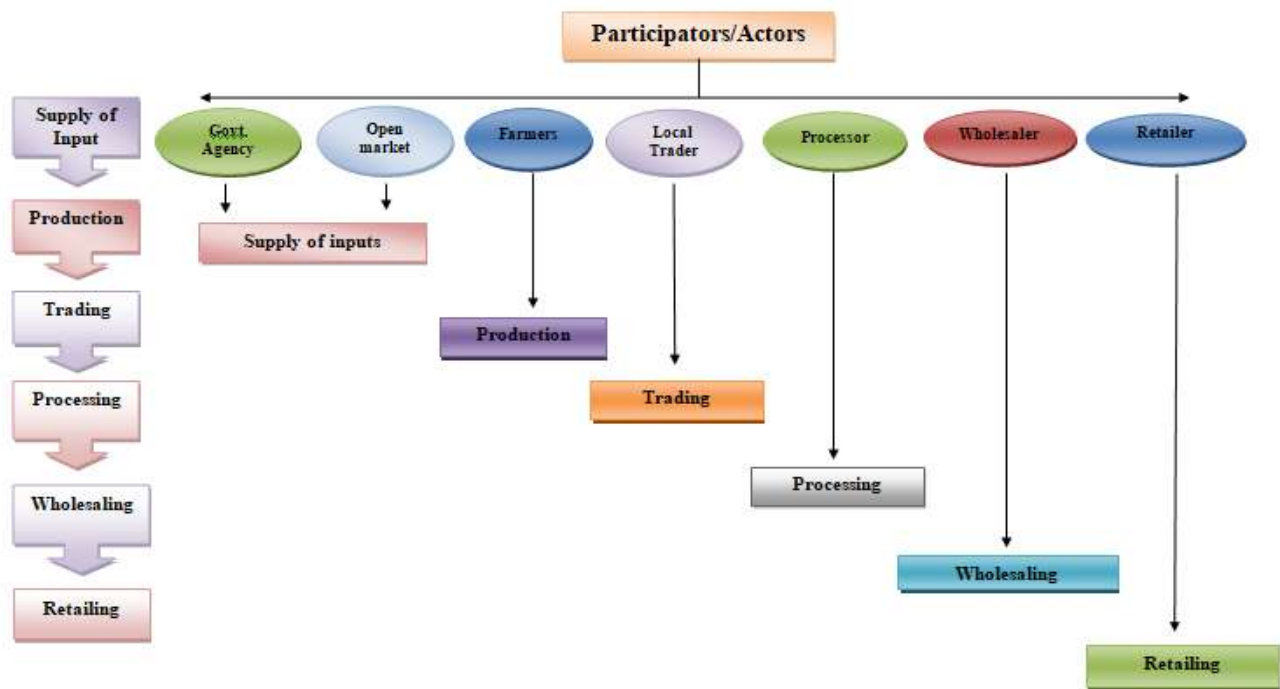 Participators/Actors
Supply of
Input
Production
Trading
Processing
Wholesaling
Retailing
Govt.
Agency
Open
market
Farmers
Local
Trader
Processor
Wholesaler
Retailer
Supply of inputs
Production
Trading
Processing
Wholesaling
Retailing